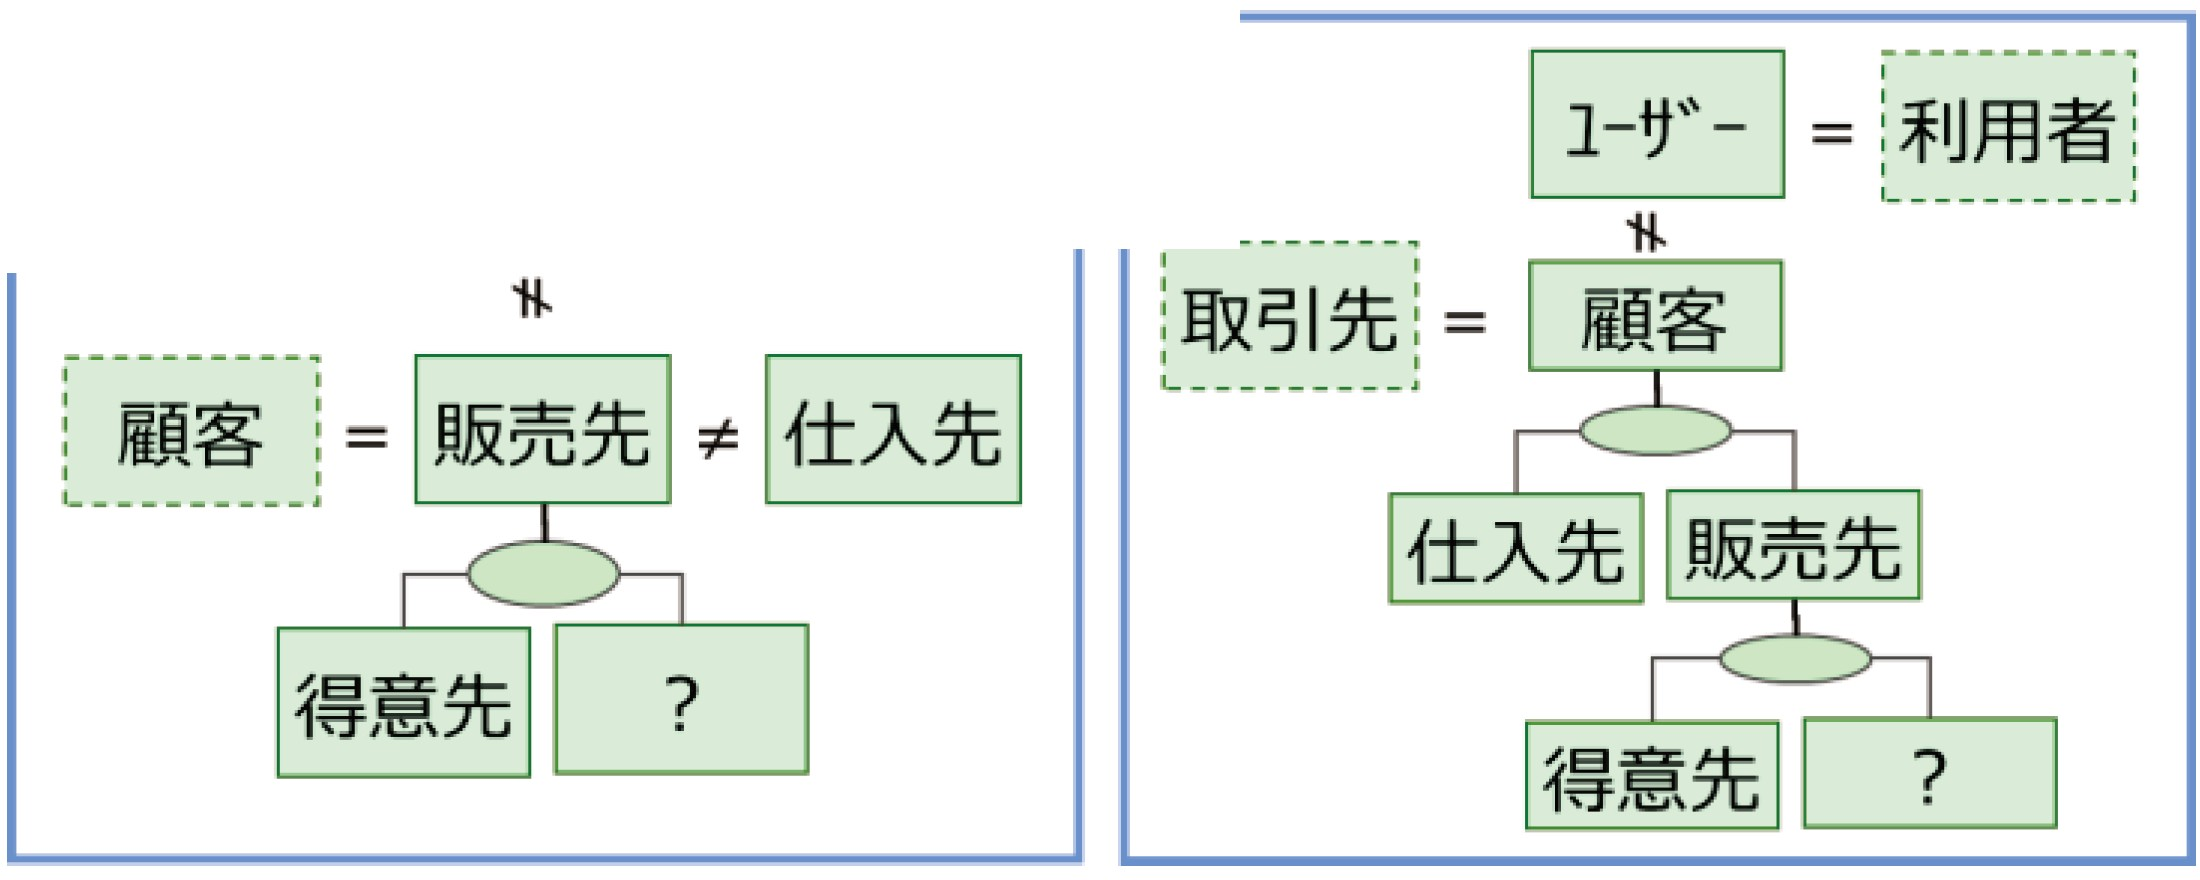 ≠
顧客 = 販売先 ≠ 仕入先
得意先 ?
ﾕｰｻﾞｰ = 利用者
≠
取引先 = 顧客
仕入先 販売先
得意先 ?